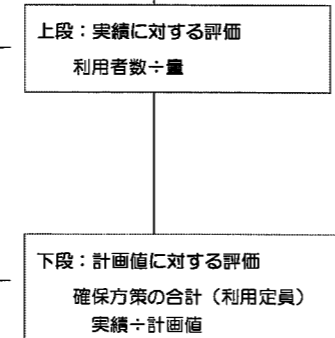 上段：実績に対する評価
利用者数÷量
下段：計画値に対する評価
確保方策の合計（利用定員）
実績÷計画値